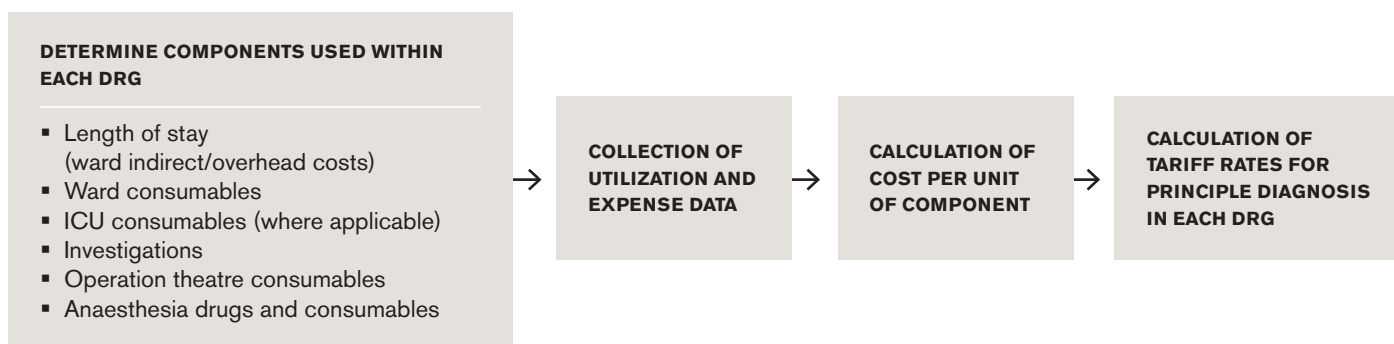 DETERMINE COMPONENTS USED WITHIN
EACH DRG
▪ Length of stay
(ward indirect/overhead costs)
▪ Ward consumables
▪ ICU consumables (where applicable)
▪ Investigations
▪ Operation theatre consumables
▪ Anaesthesia drugs and consumables
COLLECTION OF
UTILIZATION AND
EXPENSE DATA
CALCULATION OF
COST PER UNIT
OF COMPONENT
CALCULATION OF
TARIFF RATES FOR
PRINCIPLE DIAGNOSIS
IN EACH DRG